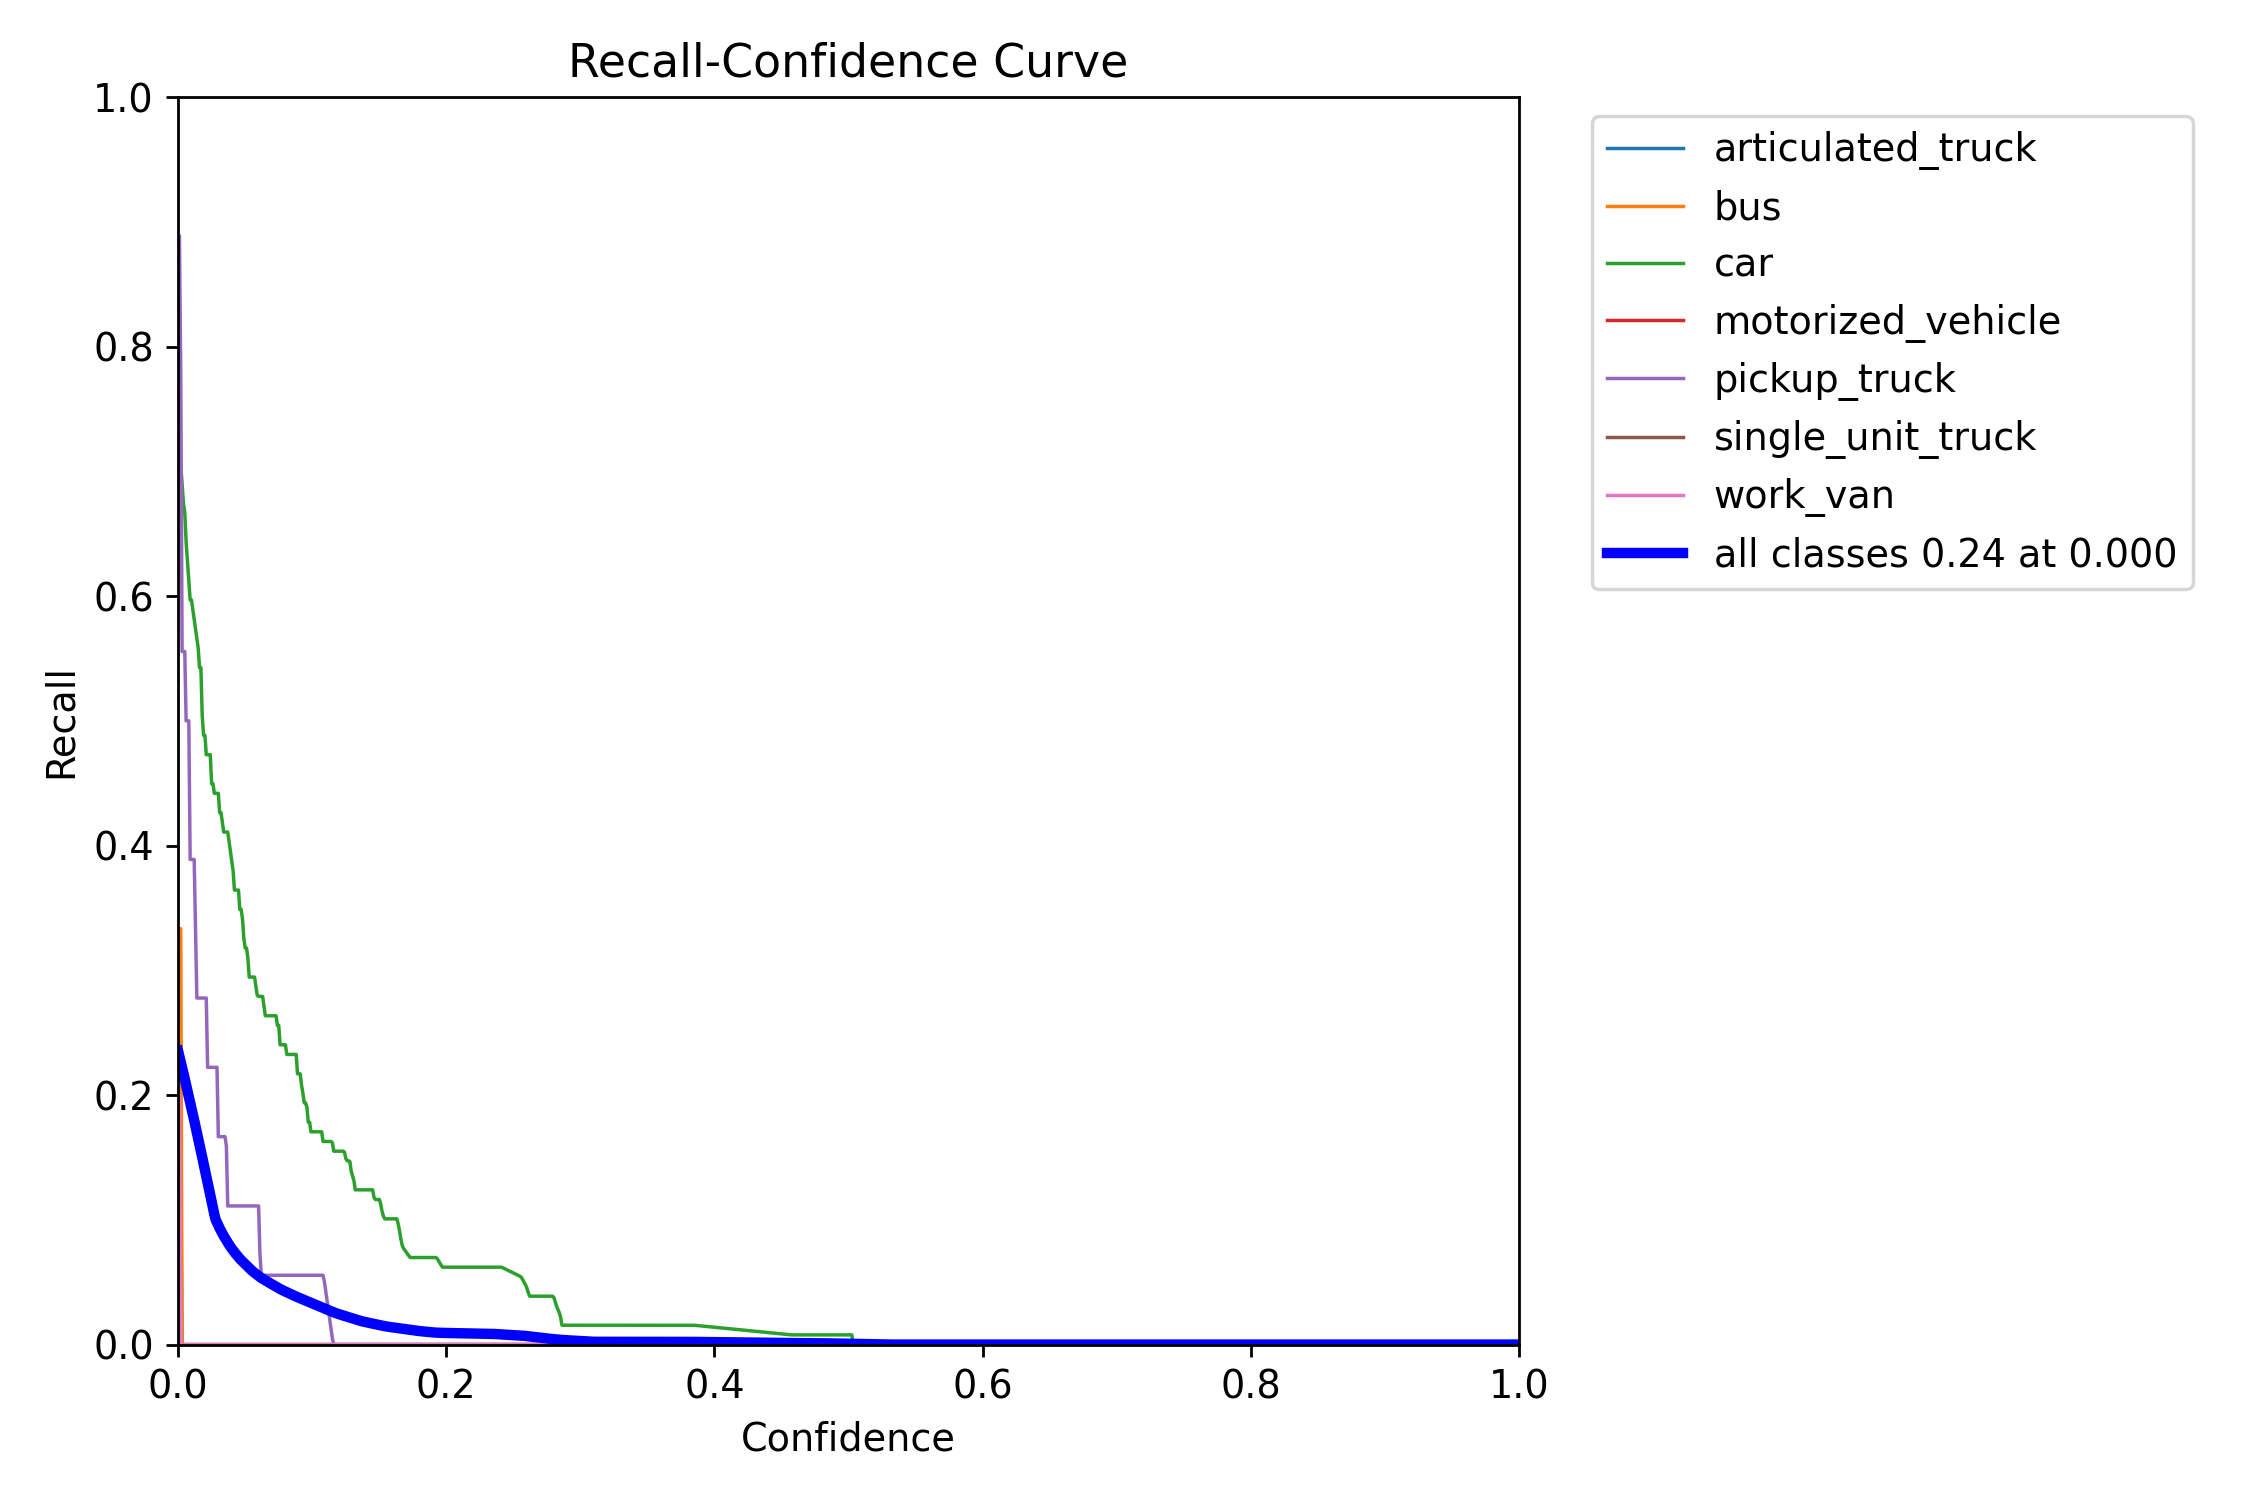 Recall-Confidence Curve
1.0
0.8
0.6
0.4
0.2
0.0
Recall
0.0 0.2 0.4 0.6 0.8 1.0
Confidence
articulated_truck
bus
car
motorized_vehicle
pickup_truck
single_unit_truck
work_van
all classes 0.24 at 0.000